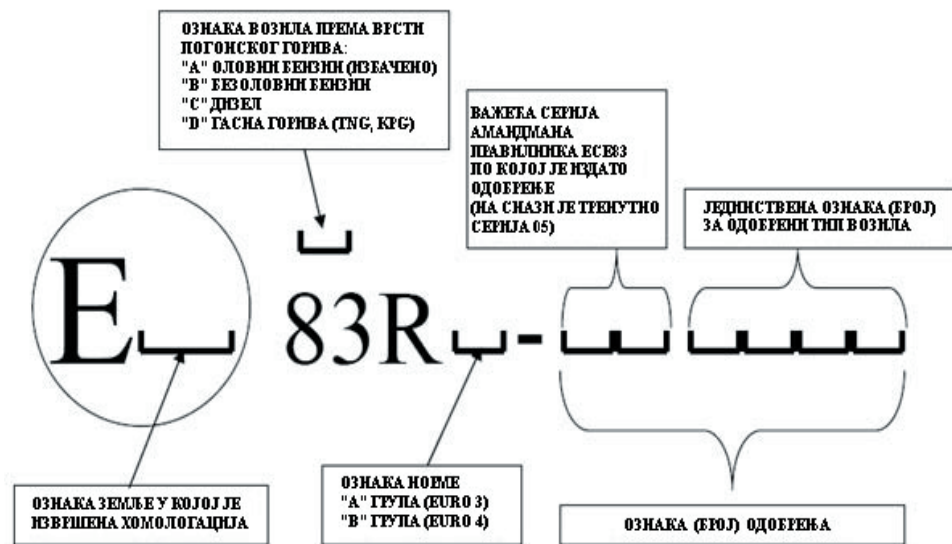 ОЗНАКА ВОЗИЛА ПРЕМА ВРСТИ
ПОГОНСКОГ ГОРИВА:
"A" ОЛОВНИ БЕНЗИН (ИЗБАЧЕНО)
"B" БЕЗОЛОВНИ БЕНЗИН
"C" ДИЗЕЛ
"D" ГАСНА ГОРИВА (TNG, KPG)
ВАЖЕЋА СЕРИЈА
АМАНДМАНА
ПРАВИЛНИКА ECE83
ПО КОЈОЈ ЈЕ ИЗДАТО
ОДОБРЕЊЕ
(НА СНАЗИ ЈЕ ТРЕНУТНО
СЕРИЈА 05)
ЈЕДИНСТВЕНА ОЗНАКА (БРОЈ)
ЗА ОДОБРЕНИ ТИП ВОЗИЛА
E 83R -
ОЗНАКА ЗЕМЉЕ У КОЈОЈ ЈЕ
ИЗВРШЕНА ХОМОЛОГАЦИЈА
ОЗНАКА НОРМЕ
"A" ГРУПА (EURO 3)
"B" ГРУПА (EURO 4)
ОЗНАКА (БРОЈ) ОДОБРЕЊА